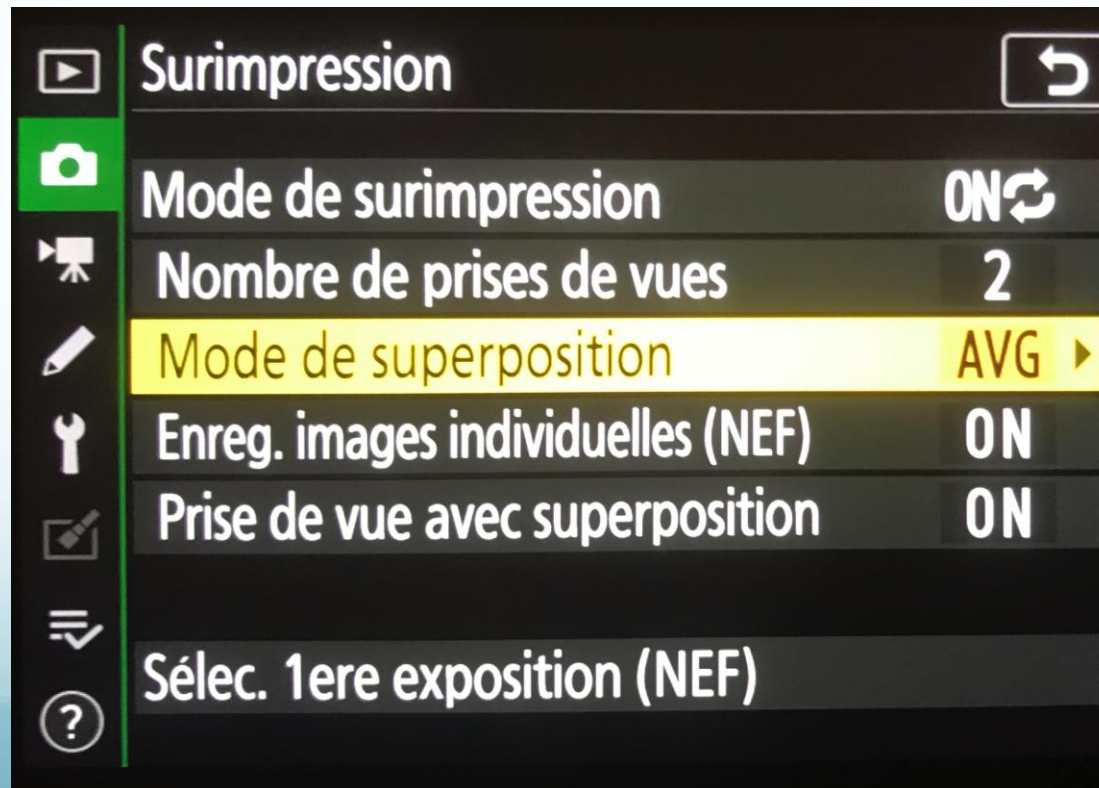 Surimpression
Mode de surimpression ON
Nombre de prises de vues 2
Mode de superposition AVG
Enreg. images individuelles (NEF) ON
Prise de vue avec superposition ON
Sélec. 1ere exposition (NEF)
?